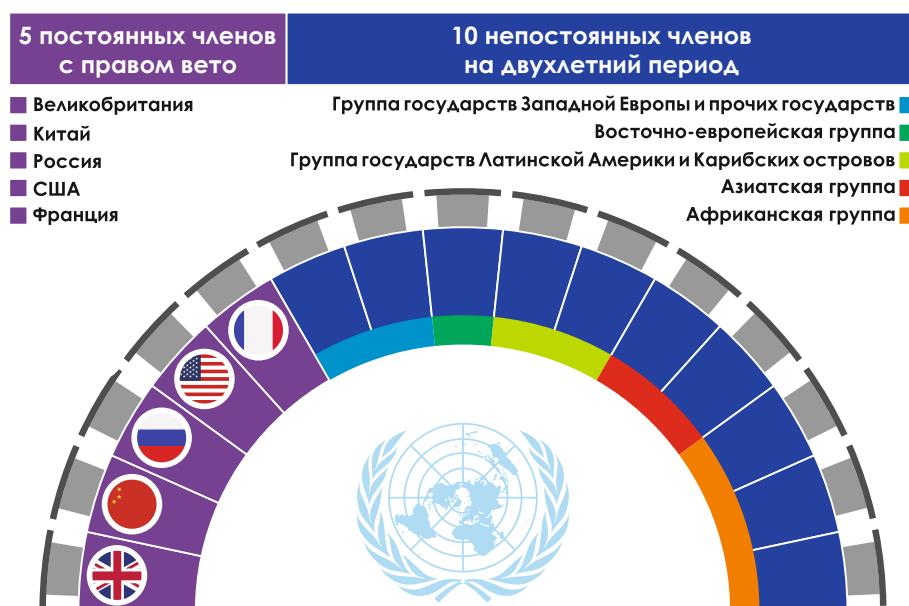 5 постоянных членов
с правом вето
10 непостоянных членов
на двухлетний период
Великобритания
Китай
Россия
США
Франция
Группа государств Западной Европы и прочих государств
Восточно-европейская группа
Группа государств Латинской Америки и Карибских островов
Азиатская группа
Африканская группа